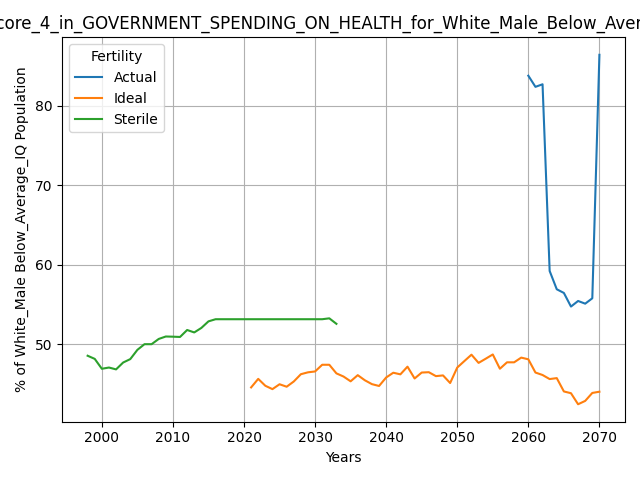 core_4_in_GOVERNMENT_SPENDING_ON_HEALTH_for_White_Male_Below_Aver
Fertility
Actual
Ideal
Sterile
% of White_Male Below_Average_IQ Population
80
70
60
50
2000
2010
2020
2030
2040
2050
2060
2070
Years